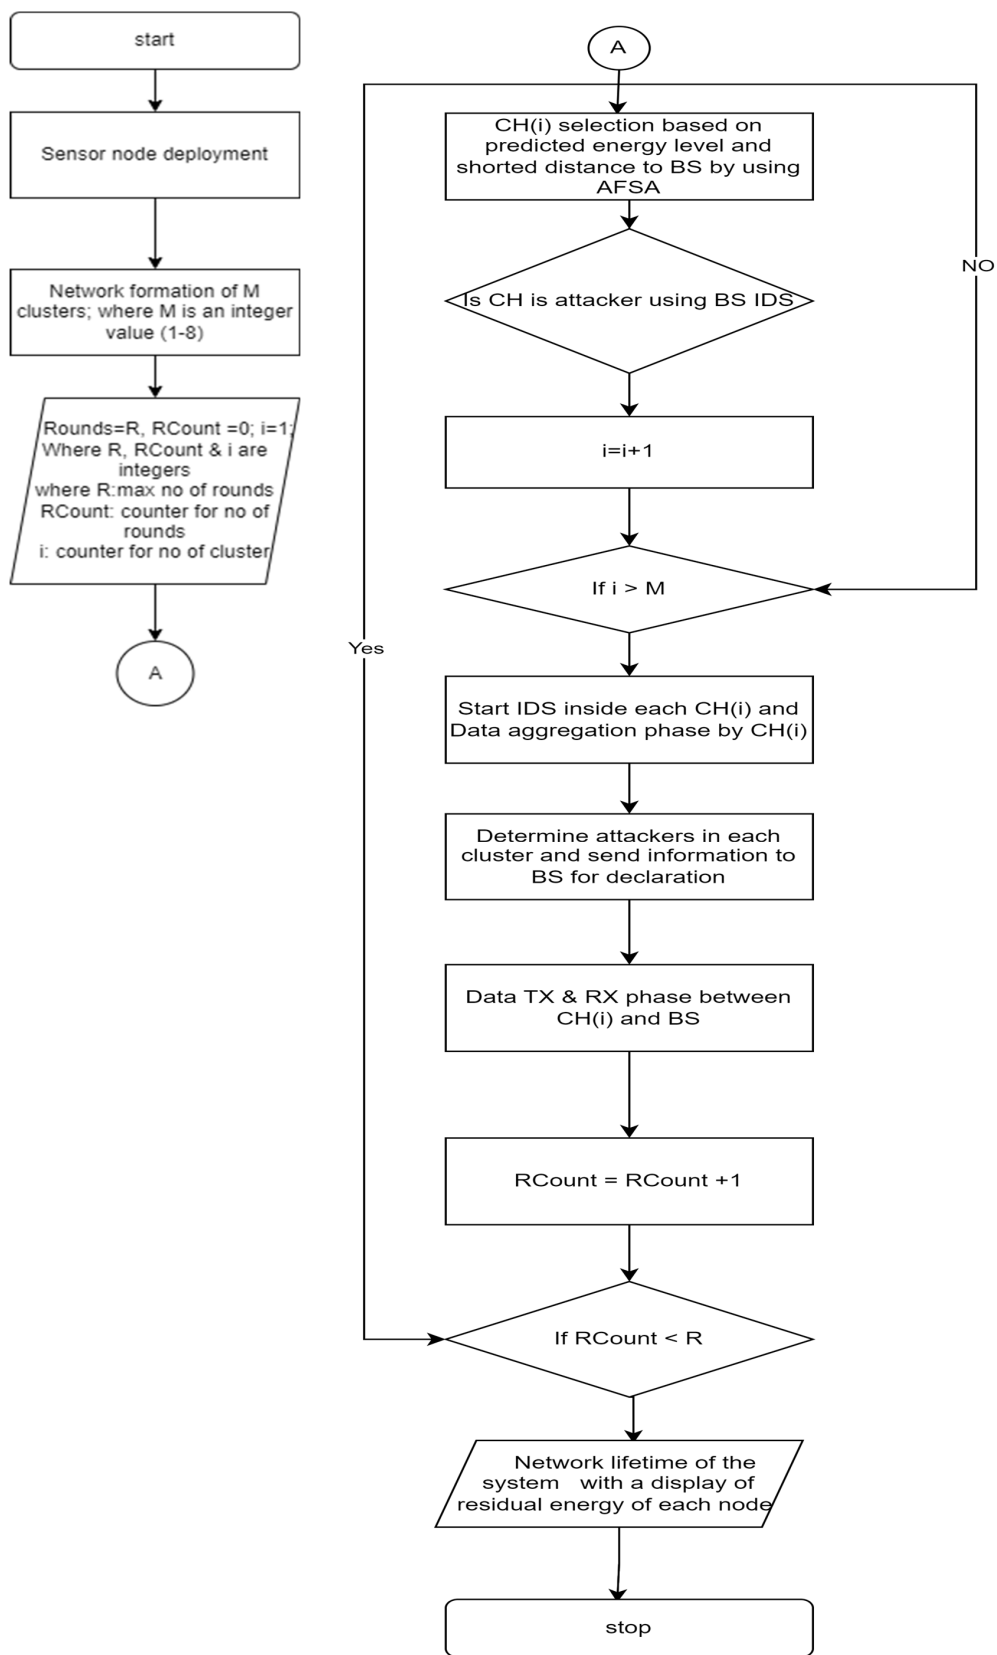 start
Sensor node deployment
Network formation of M
clusters; where M is an integer
value (1-8)
Rounds=R, RCount =0; i=1;
Where R, RCount & i are
integers
where R:max no of rounds
RCount: counter for no of
rounds
i: counter for no of cluster
A
A
CH(i) selection based on
predicted energy level and
shorted distance to BS by using
AFSA
NO
Is CH is attacker using BS IDS
i=i+1
If i > M
Yes
Start IDS inside each CH(i) and
Data aggregation phase by CH(i)
Determine attackers in each
cluster and send information to
BS for declaration
Data TX & RX phase between
CH(i) and BS
RCount = RCount +1
If RCount < R
Network lifetime of the
system with a display of
residual energy of each node
stop